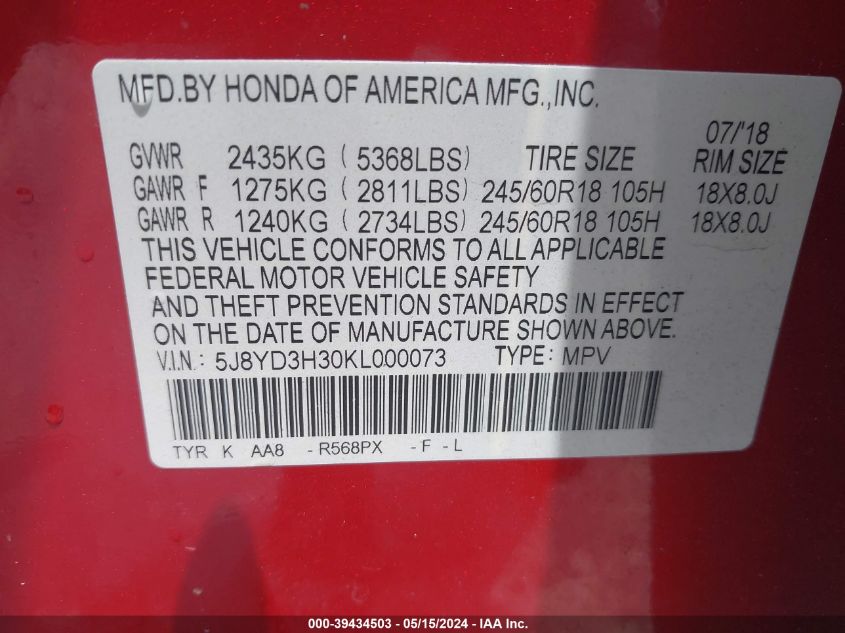 MFD.BY HONDA OF AMERICA MFG.,INC.
07/'18
GVWR 2435KG ( 5368LBS) TIRE SIZE RIM SIZE
GAWR F 1275KG ( 2811LBS) 245/60R18 105H 18X8.0J
GAWR R 1240KG ( 2734LBS) 245/60R18 105H 18X8.0J
THIS VEHICLE CONFORMS TO ALL APPLICABLE
FEDERAL MOTOR VEHICLE SAFETY
AND THEFT PREVENTION STANDARDS IN EFFECT
ON THE DATE OF MANUFACTURE SHOWN ABOVE.
V.I.N.: 5J8YD3H30KL000073 TYPE: MPV
TYR K AA8 -R568PX -F -L
000-39434503 - 05/15/2024 - IAA Inc.